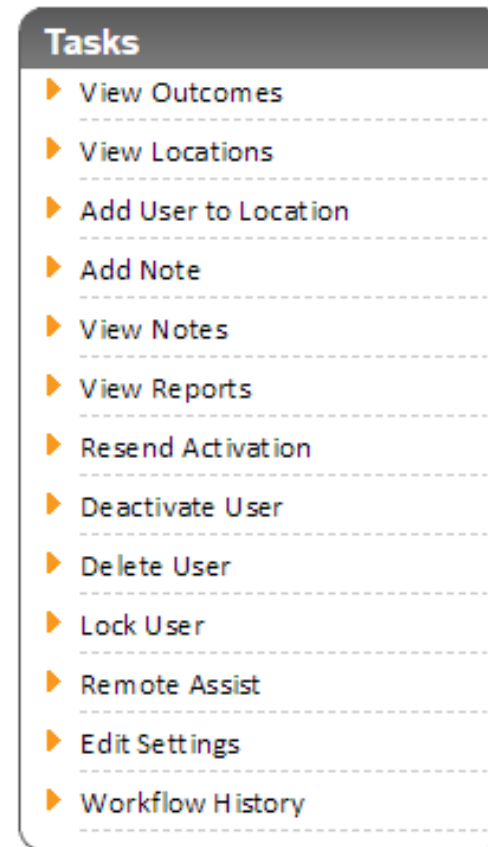 Tasks
View Outcomes
View Locations
Add User to Location
Add Note
View Notes
View Reports
Resend Activation
Deactivate User
Delete User
Lock User
Remote Assist
Edit Settings
Workflow History